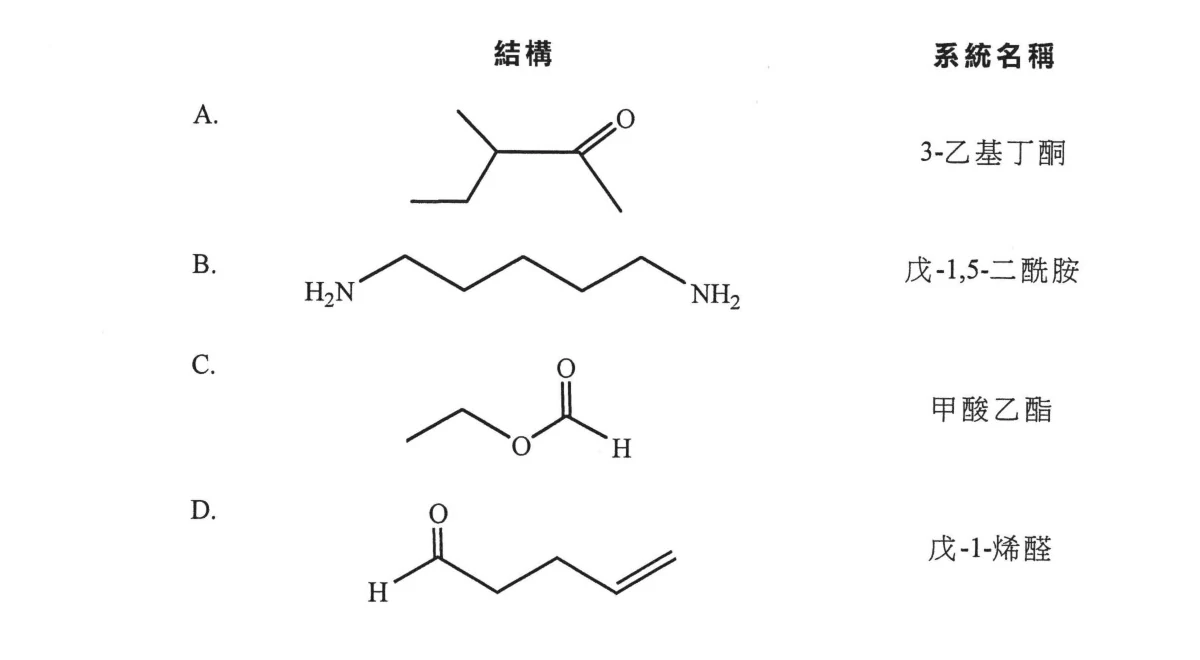 結構 系統名稱
A.
O
3-乙基丁酮
B.
H₂N NH₂
戊-1,5-二酰胺
C.
O
O
H
甲酸乙酯
D.
O
H
戊-1-烯醛